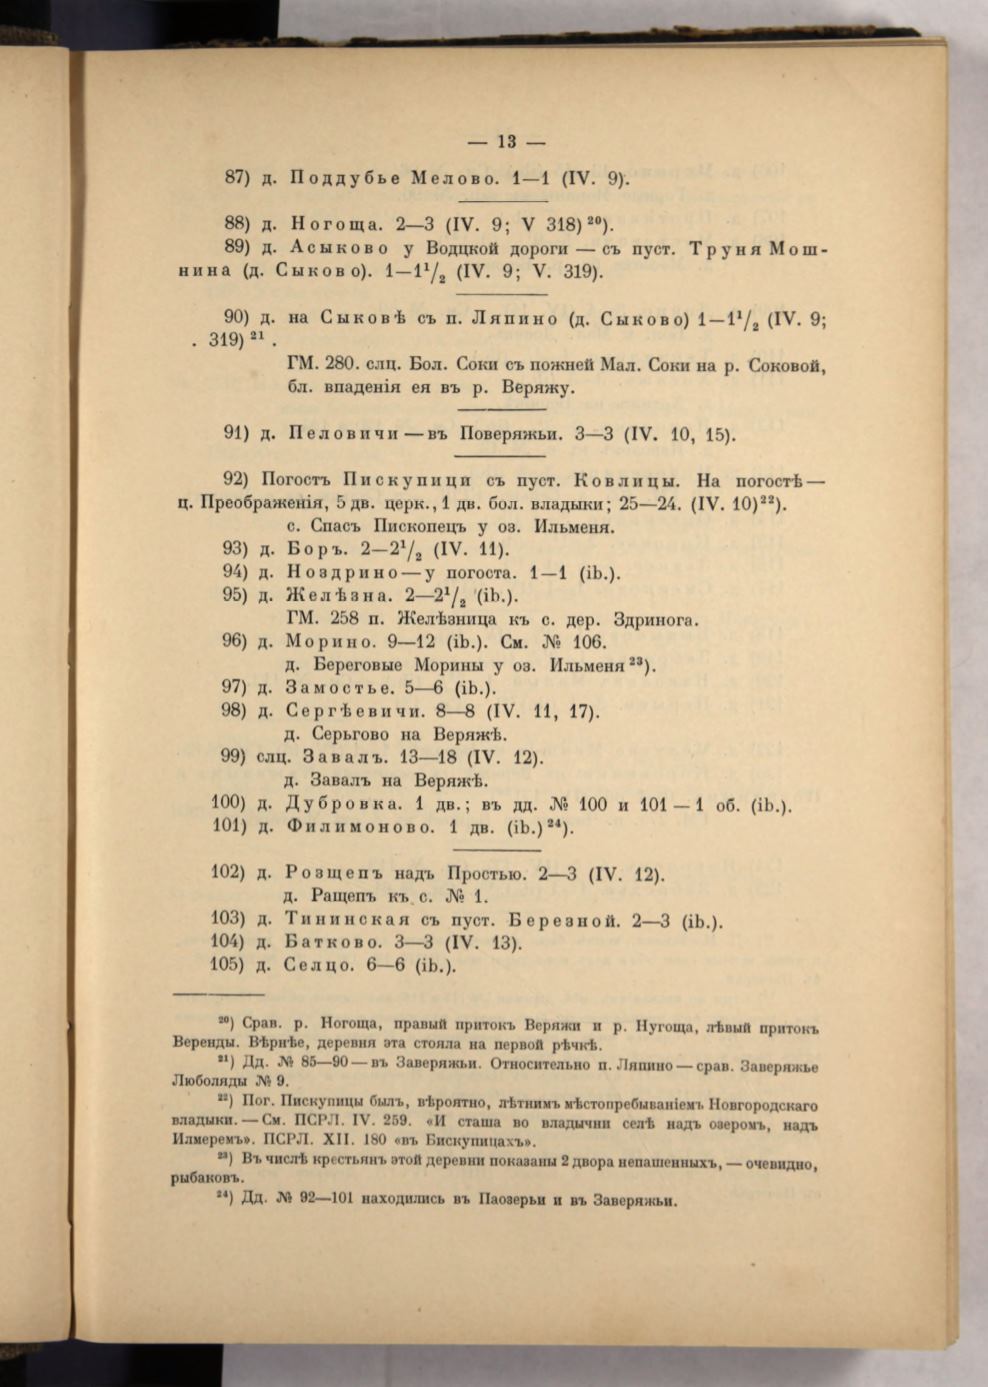 — 13 —
87) д. Поддубье Мелово. 1—1 (IV. 9).
88) д. Ногоща. 2—3 (IV. 9; V 318)²⁰).
89) д. Асыково у Водцкой дороги — съ пуст. Труня Мош-
нина (д. Сыково). 1—1¹/₂ (IV. 9; V. 319).
90) д. на Сыковѣ съ п. Ляпино (д. Сыково) 1—1¹/₂ (IV. 9;
. 319)²¹ .
ГМ. 280. слц. Бол. Соки съ пожней Мал. Соки на р. Соковой,
бл. впаденія ея въ р. Веряжу.
91) д. Пеловичи — въ Поверяжьи. 3—3 (IV. 10, 15).
92) Погостъ Пискупици съ пуст. Ковлицы. На погостѣ —
ц. Преображенія, 5 дв. церк., 1 дв. бол. владыки; 25—24. (IV. 10)²²).
с. Спасъ Пископецъ у оз. Ильменя.
93) д. Боръ. 2—2¹/₂ (IV. 11).
94) д. Ноздрино — у погоста. 1—1 (ib.).
95) д. Желѣзна. 2—2¹/₂ (ib.).
ГМ. 258 п. Желѣзница къ с. дер. Здринога.
96) д. Морино. 9—12 (ib.). См. № 106.
д. Береговые Морины у оз. Ильменя²³).
97) д. Замостье. 5—6 (ib.).
98) д. Сергѣевичи. 8—8 (IV. 11, 17).
д. Серьгово на Веряжѣ.
99) слц. Завалъ. 13—18 (IV. 12).
д. Завалъ на Веряжѣ.
100) д. Дубровка. 1 дв.; въ дд. № 100 и 101 — 1 об. (ib.).
101) д. Филимоново. 1 дв. (ib.)²⁴).
102) д. Розщепъ надъ Простью. 2—3 (IV. 12).
д. Ращепъ къ с. № 1.
103) д. Тининская съ пуст. Березной. 2—3 (ib.).
104) д. Батково. 3—3 (IV. 13).
105) д. Селцо. 6—6 (ib.).
²⁰) Срав. р. Ногоща, правый притокъ Веряжи и р. Нугоща, лѣвый притокъ
Веренды. Вѣрнѣе, деревня эта стояла на первой рѣчкѣ.
²¹) Дд. № 85—90 — въ Заверяжьи. Относительно п. Ляпино — срав. Заверяжье
Люболяды № 9.
²²) Пог. Пискупицы былъ, вѣроятно, лѣтнимъ мѣстопребываніемъ Новгородскаго
владыки. — См. ПСРЛ. IV. 259. «И сташа во владычни селѣ надъ озеромъ, надъ
Илмеремъ». ПСРЛ. XII. 180 «въ Бискупицахъ».
²³) Въ числѣ крестьянъ этой деревни показаны 2 двора непашенныхъ, — очевидно,
рыбаковъ.
²⁴) Дд. № 92—101 находились въ Паозерьи и въ Заверяжьи.